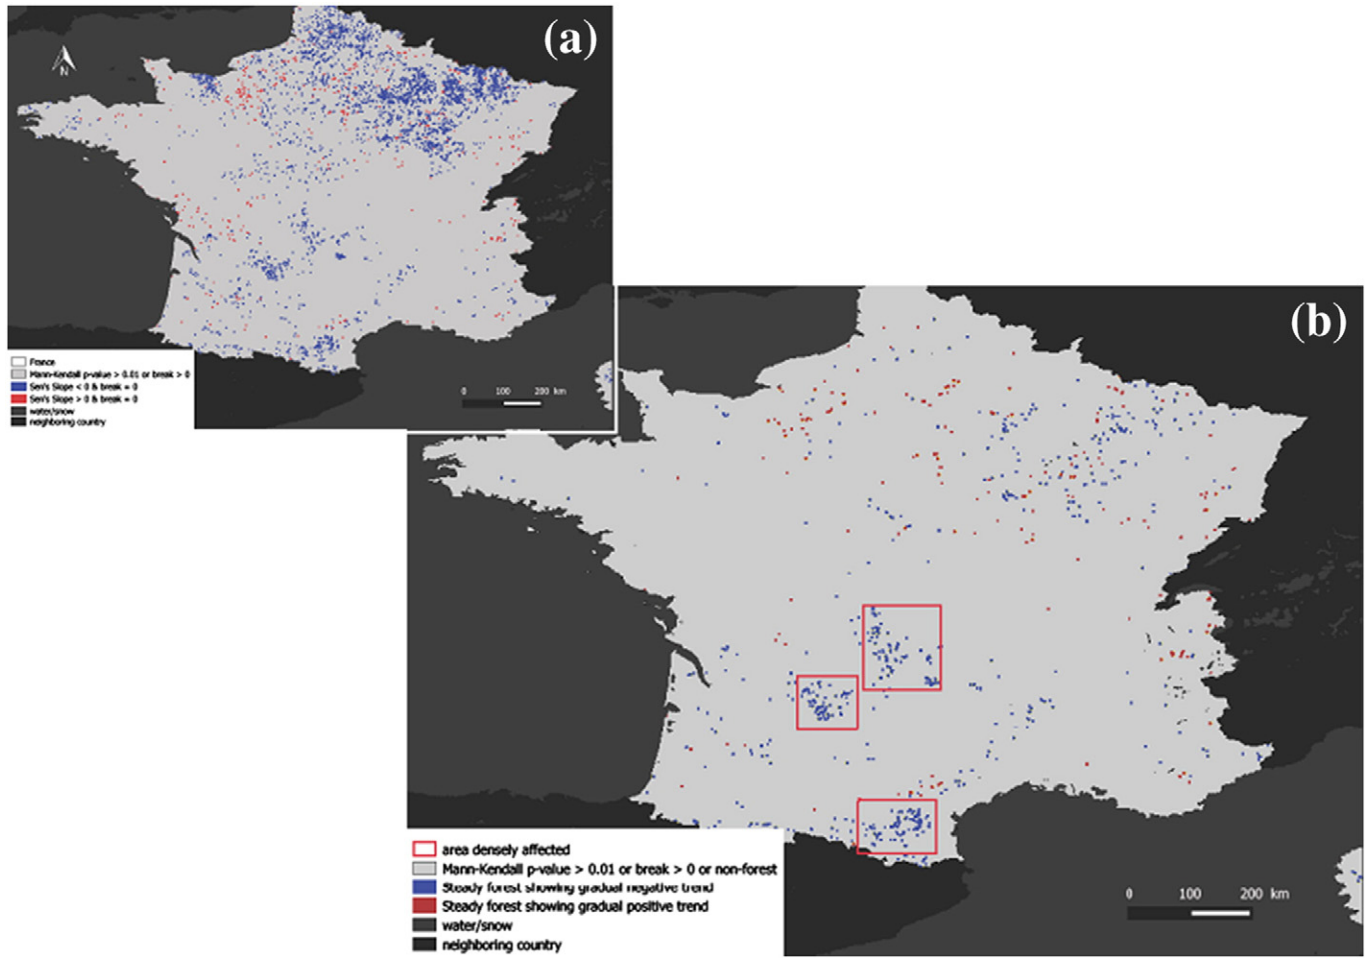 (a)
N
France
Mann-Kendall p-value > 0.01 or break > 0
Sen's Slope < 0 & break = 0
Sen's Slope > 0 & break = 0
water/snow
neighboring country
0 100 200 km
(b)
area densely affected
Mann-Kendall p-value > 0.01 or break > 0 or non-forest
Steady forest showing gradual negative trend
Steady forest showing gradual positive trend
water/snow
neighboring country
0 100 200 km